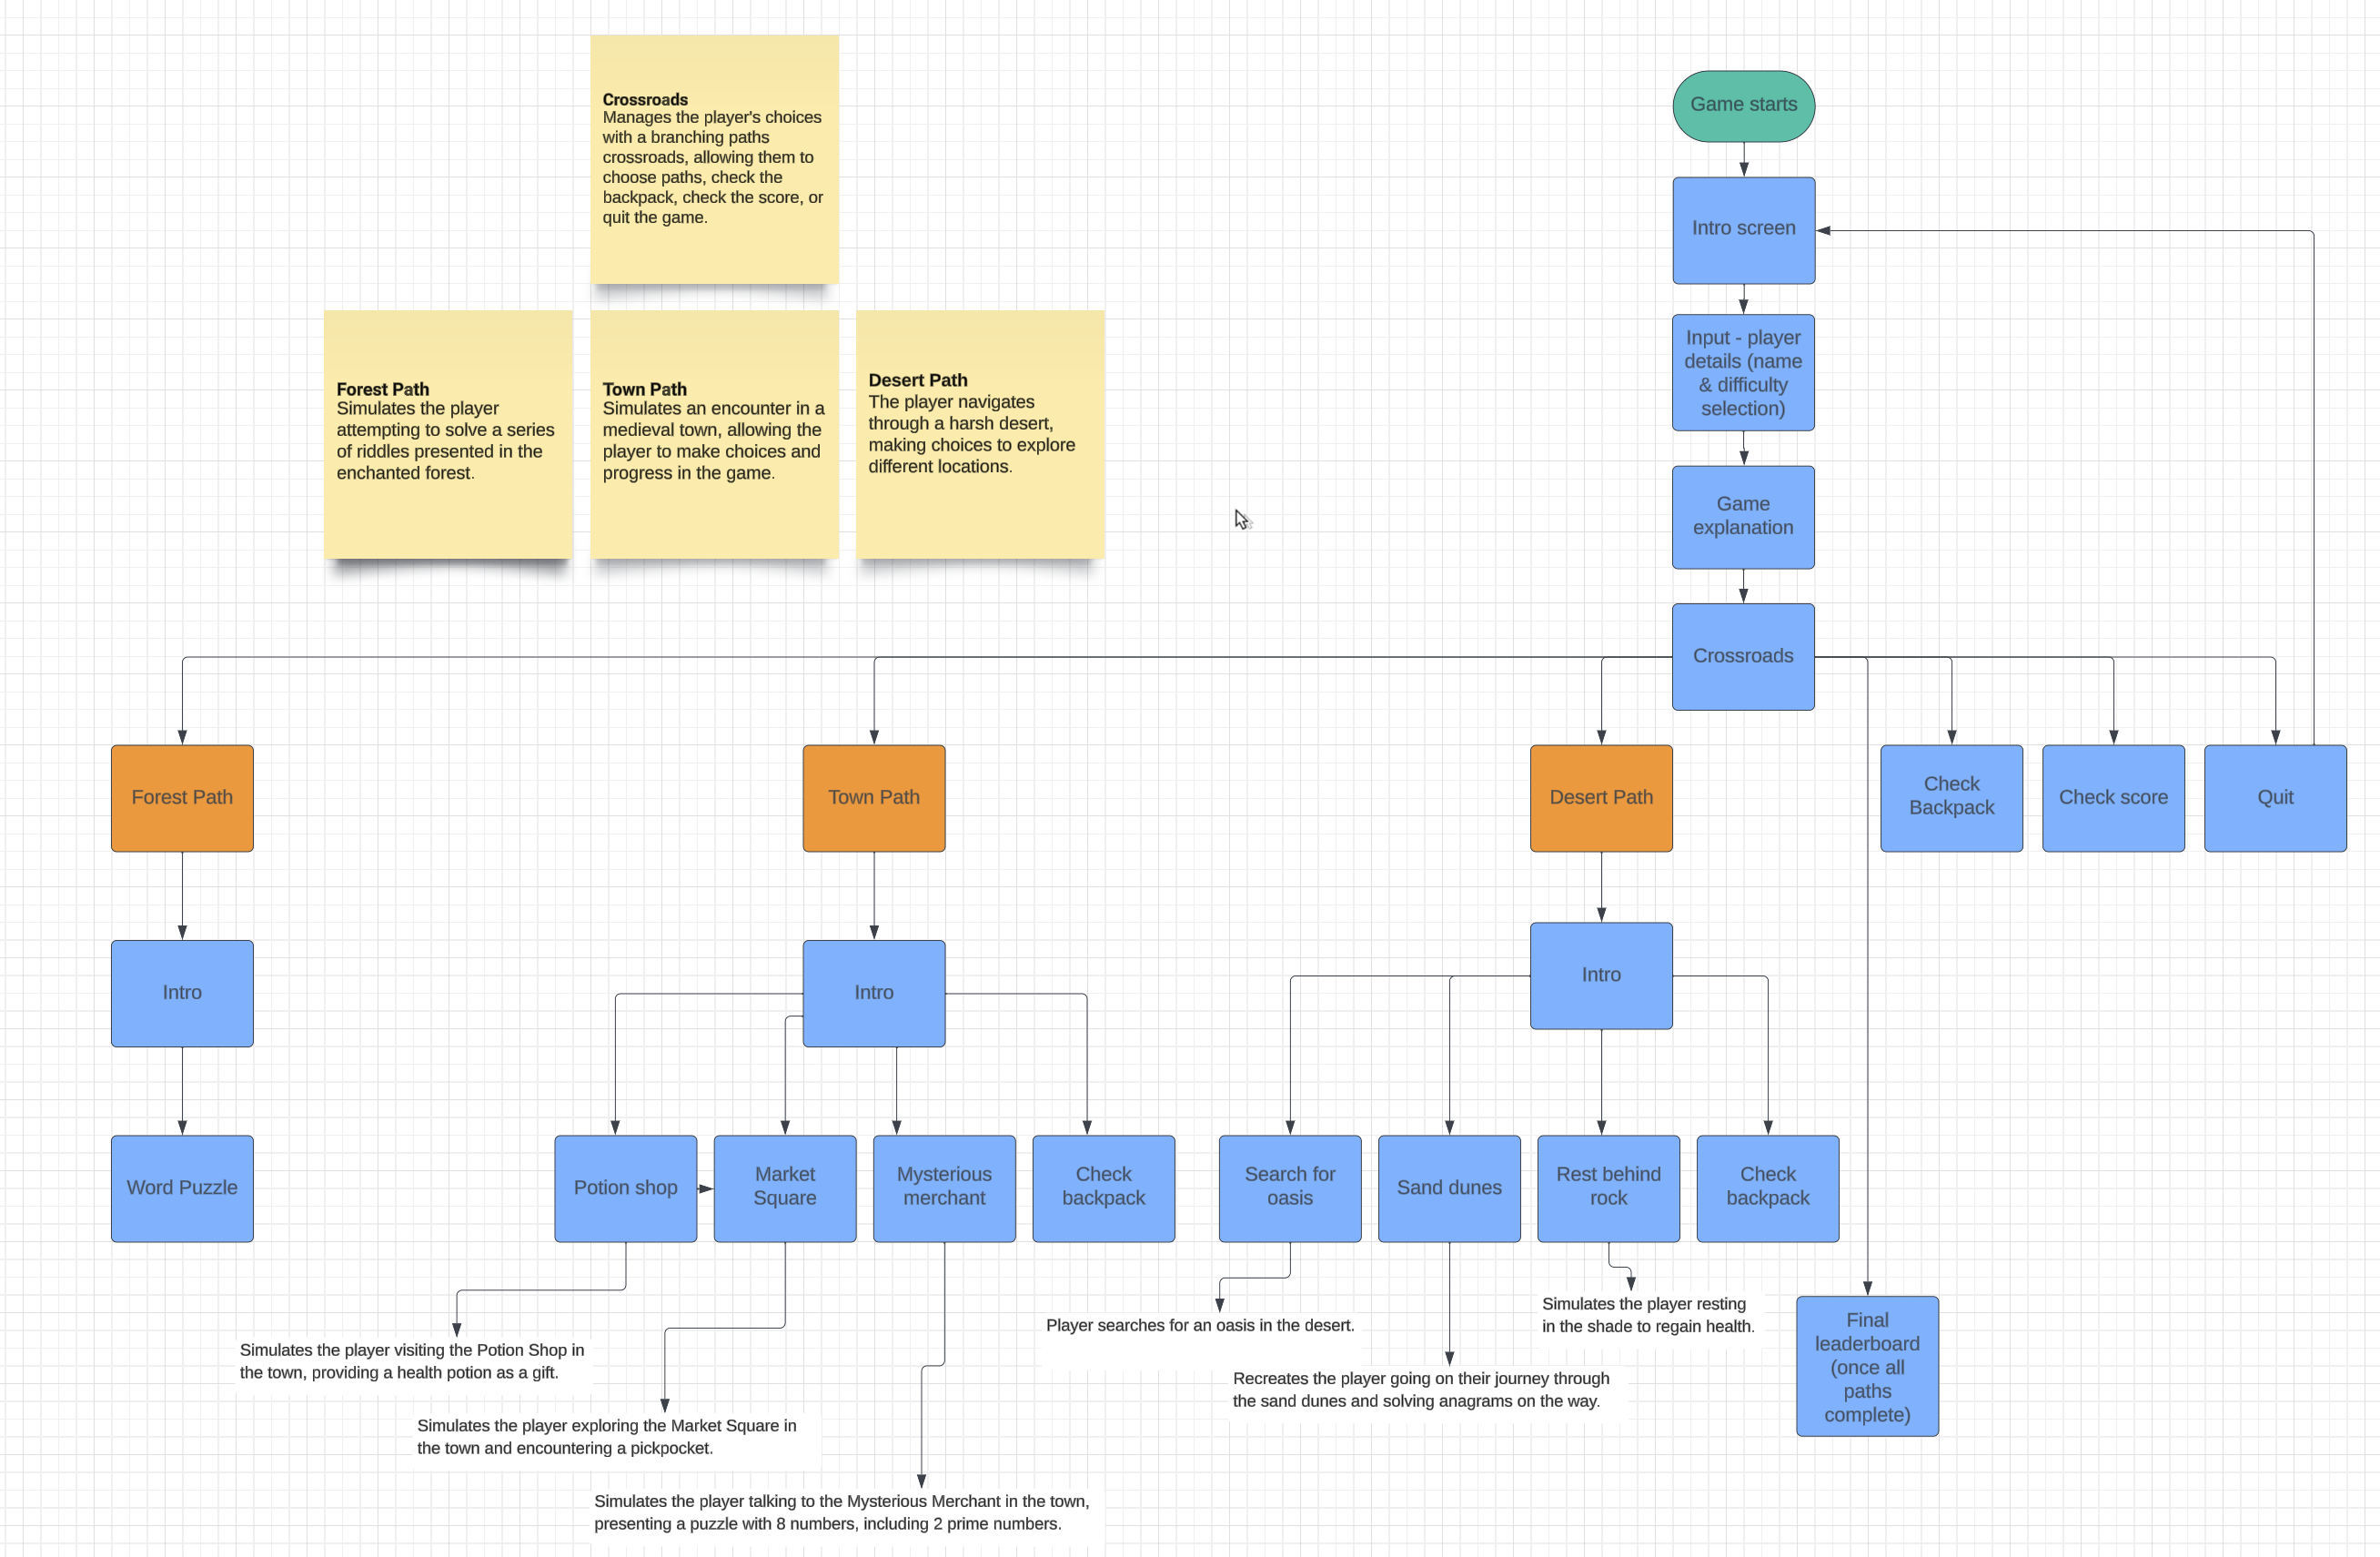 Crossroads
Manages the player's choices
with a branching paths
crossroads, allowing them to
choose paths, check the
backpack, check the score, or
quit the game.
Forest Path
Simulates the player
attempting to solve a series
of riddles presented in the
enchanted forest.
Town Path
Simulates an encounter in a
medieval town, allowing the
player to make choices and
progress in the game.
Desert Path
The player navigates
through a harsh desert,
making choices to explore
different locations.
Game starts
Intro screen
Input - player
details (name
& difficulty
selection)
Game
explanation
Crossroads
Forest Path
Town Path
Desert Path
Check
Backpack
Check score
Quit
Intro
Intro
Intro
Word Puzzle
Potion shop
Market
Square
Mysterious
merchant
Check
backpack
Search for
oasis
Sand dunes
Rest behind
rock
Check
backpack
Simulates the player visiting the Potion Shop in
the town, providing a health potion as a gift.
Simulates the player exploring the Market Square in
the town and encountering a pickpocket.
Simulates the player talking to the Mysterious Merchant in the town,
presenting a puzzle with 8 numbers, including 2 prime numbers.
Player searches for an oasis in the desert.
Recreates the player going on their journey through
the sand dunes and solving anagrams on the way.
Simulates the player resting
in the shade to regain health.
Final
leaderboard
(once all
paths
complete)